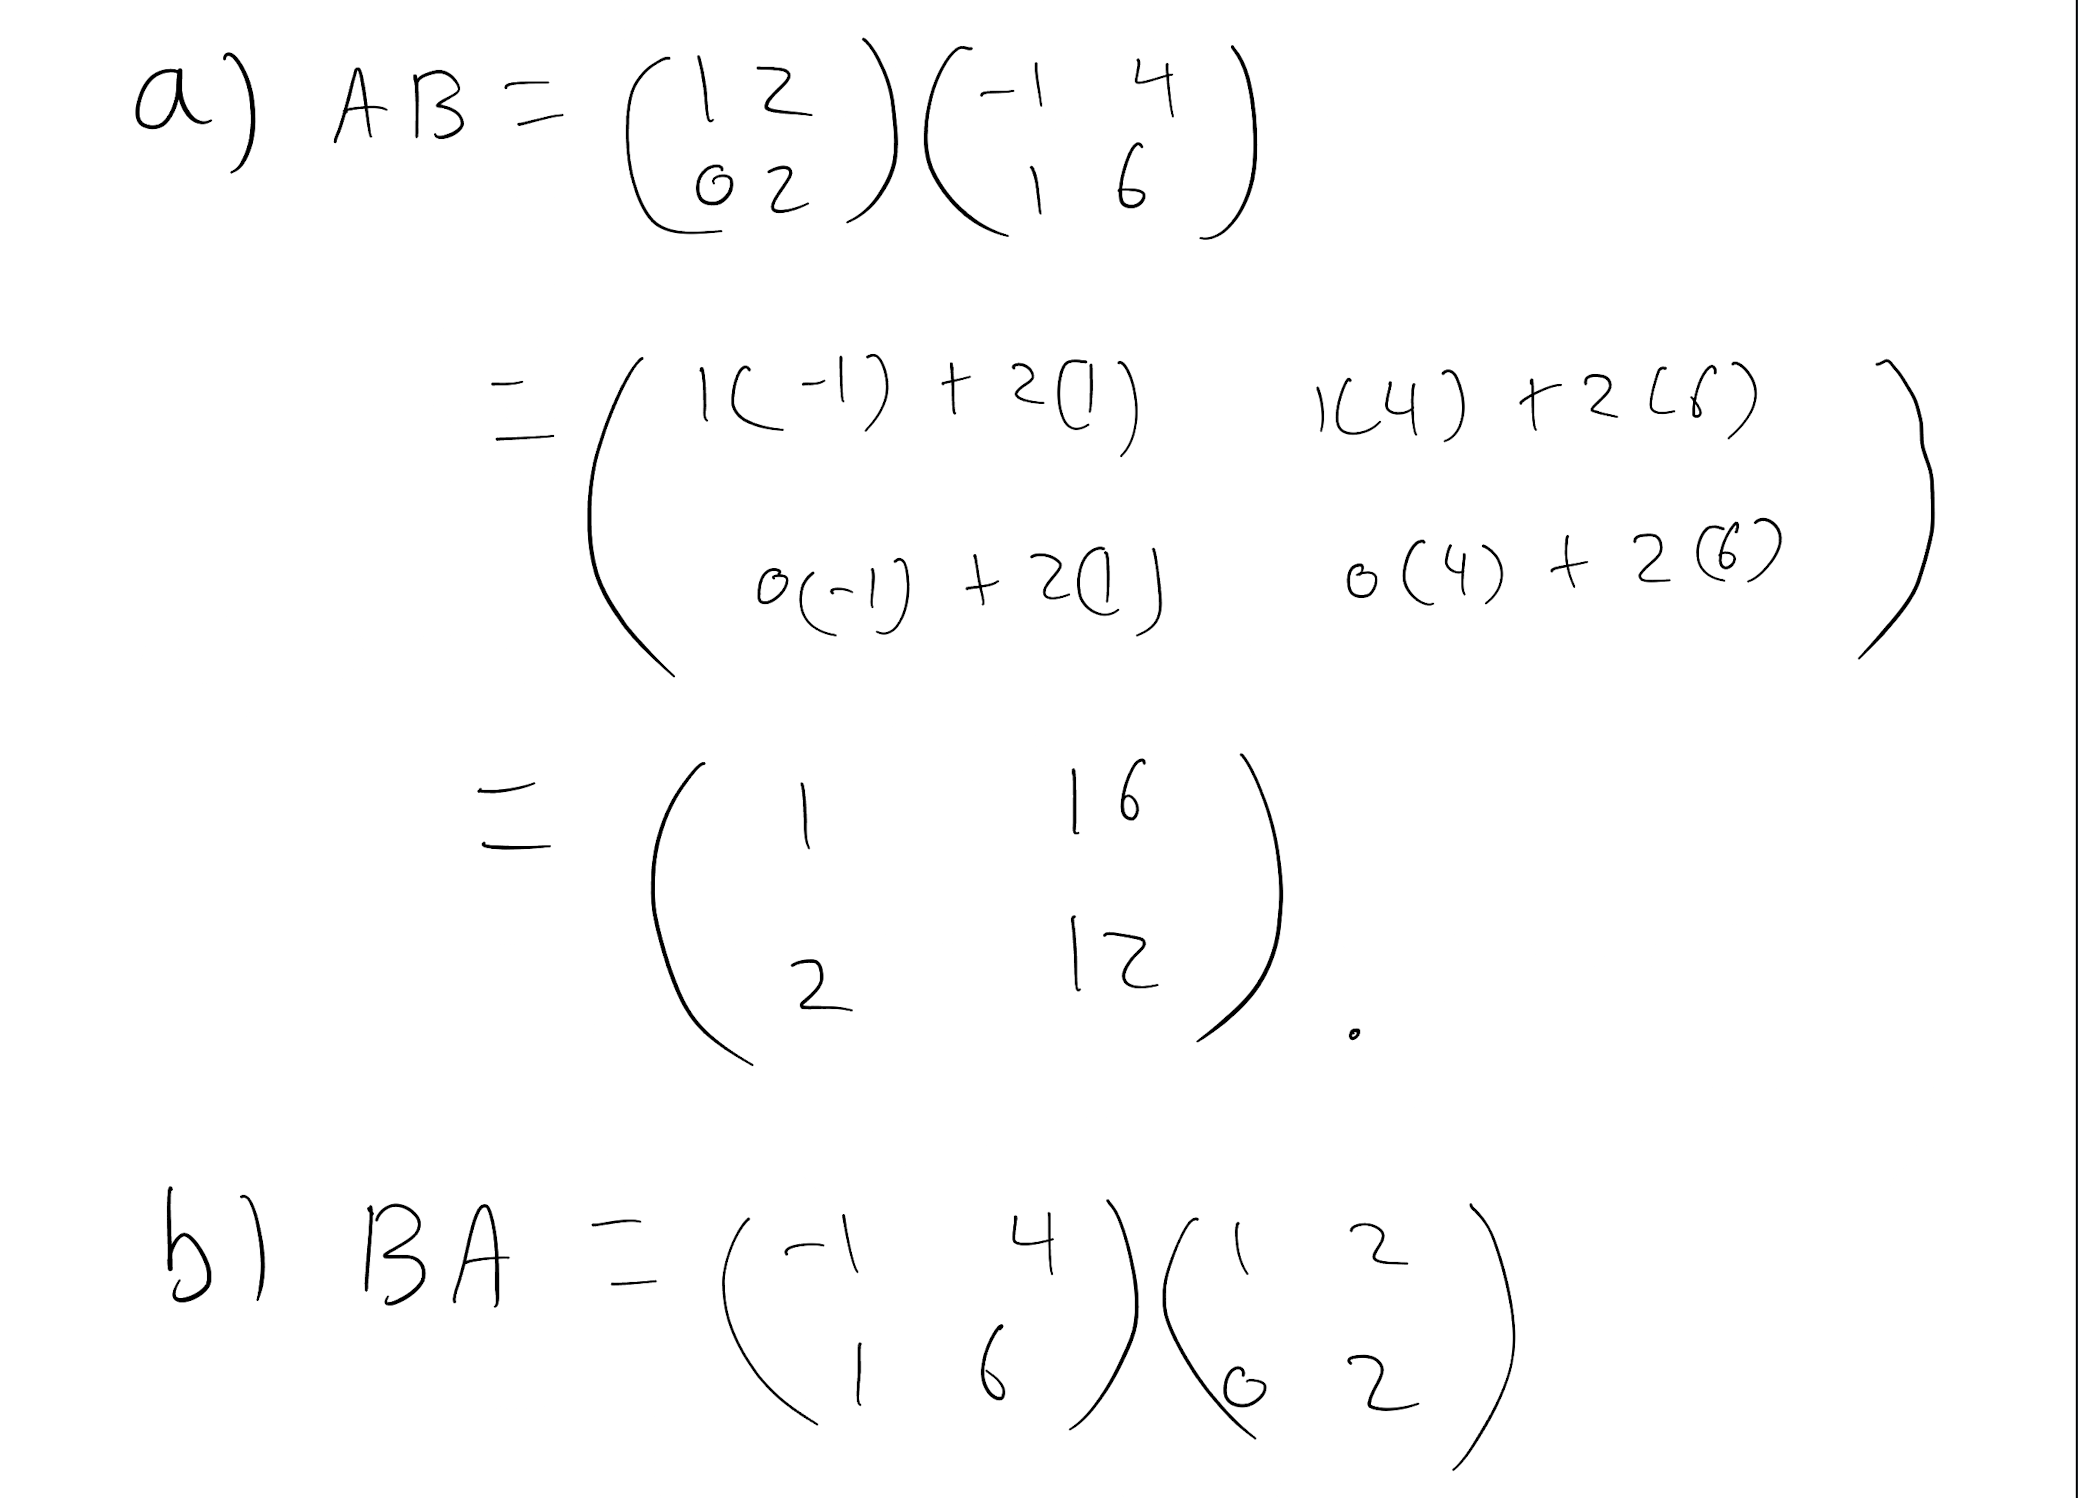 a) AB = (1 2)(-1 4)
(0 2)(1 6)
= (1(-1) + 2(1) 1(4) + 2(6))
(0(-1) + 2(1) 0(4) + 2(6))
= (1 16)
(2 12).
b) BA = (-1 4)(1 2)
(1 6)(0 2)